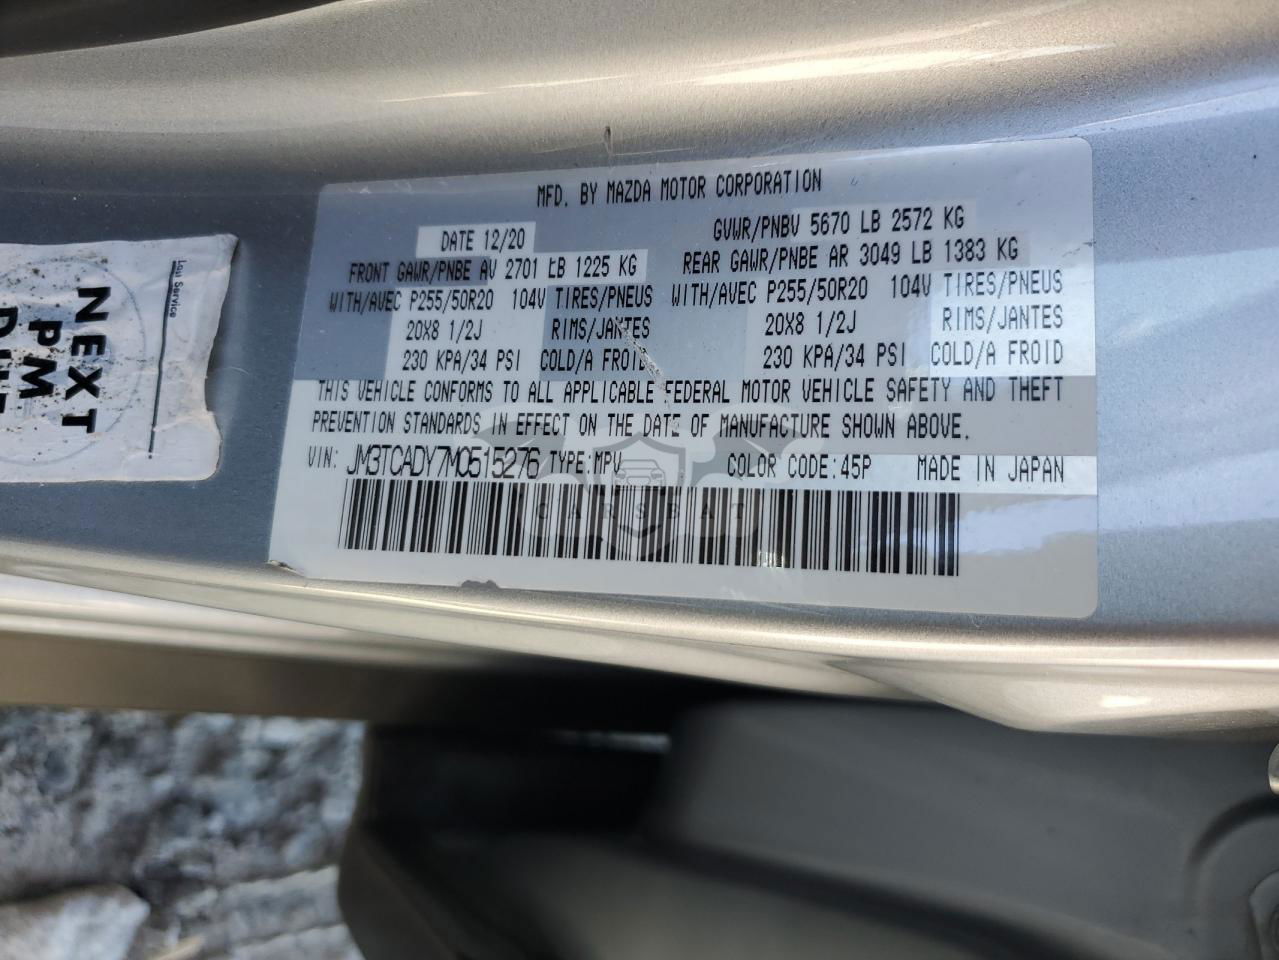 MFD. BY MAZDA MOTOR CORPORATION
DATE 12/20 GVWR/PNBV 5670 LB 2572 KG
FRONT GAWR/PNBE AV 2701 LB 1225 KG REAR GAWR/PNBE AR 3049 LB 1383 KG
WITH/AVEC P255/50R20 104V TIRES/PNEUS WITH/AVEC P255/50R20 104V TIRES/PNEUS
20X8 1/2J RIMS/JANTES 20X8 1/2J RIMS/JANTES
230 KPA/34 PSI COLD/A FROID 230 KPA/34 PSI COLD/A FROID
THIS VEHICLE CONFORMS TO ALL APPLICABLE FEDERAL MOTOR VEHICLE SAFETY AND THEFT
PREVENTION STANDARDS IN EFFECT ON THE DATE OF MANUFACTURE SHOWN ABOVE.
VIN: JM3TCADY7M0515276 TYPE:MPV COLOR CODE:45P MADE IN JAPAN
CARSBAT
NEXT
PM